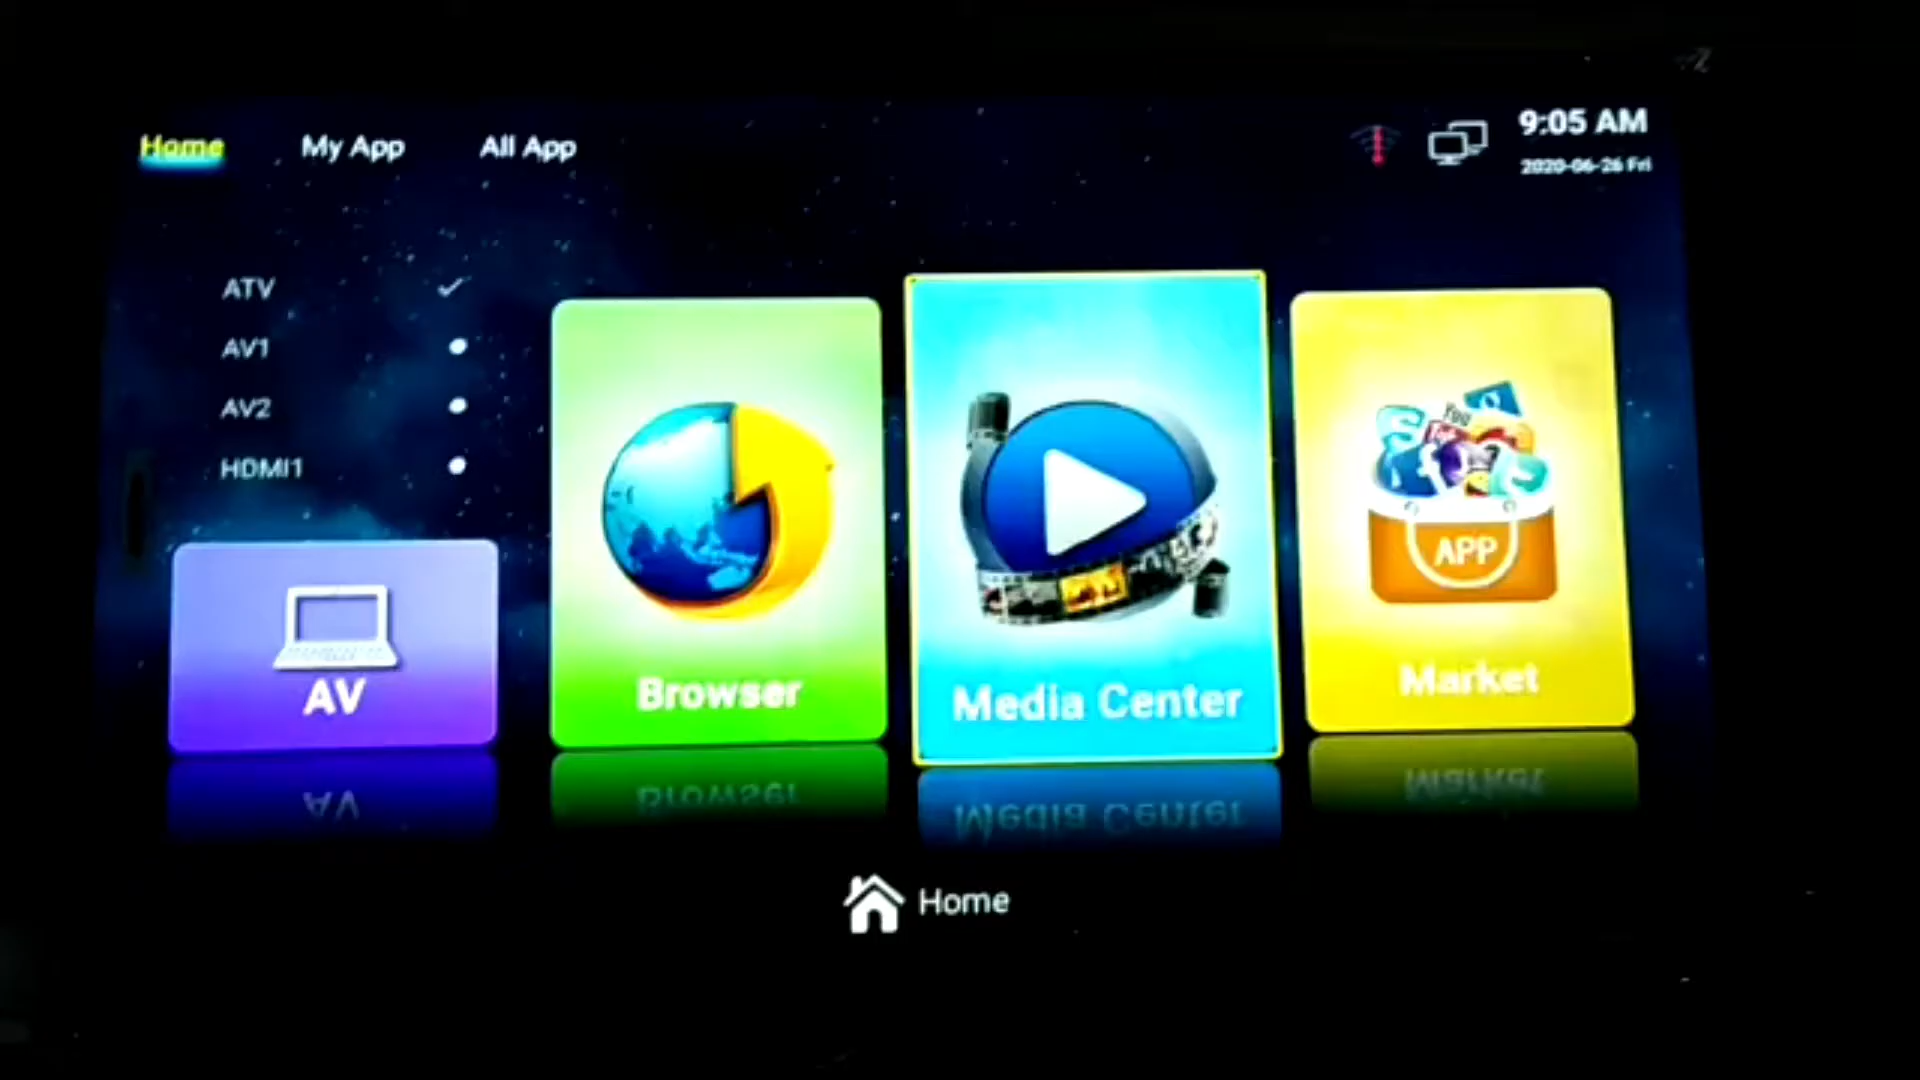 Home My App All App
9:05 AM
2020-06-26 Fri
ATV
AV1
AV2
HDMI1
AV
Browser
Media Center
You
APP
Market
Home